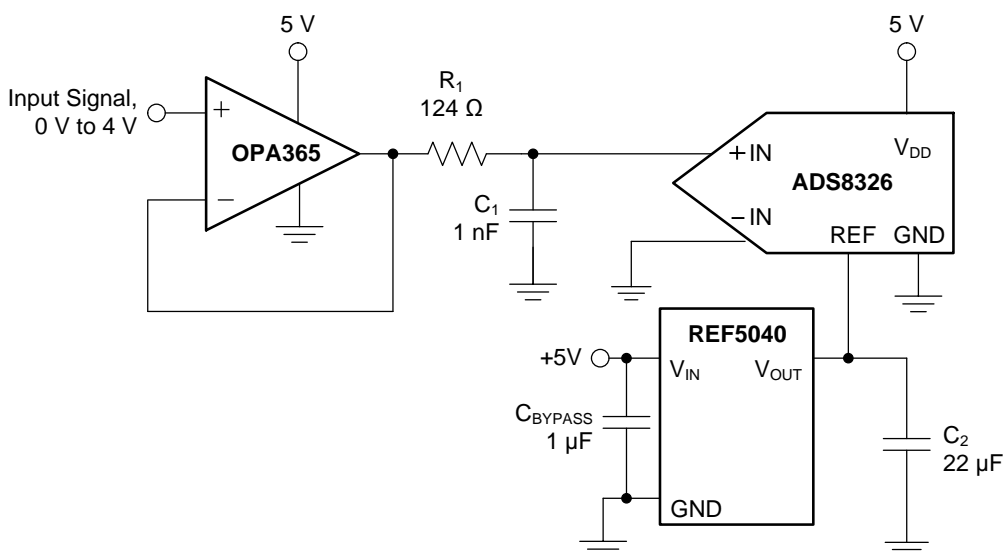 5 V
Input Signal,
0 V to 4 V
+
−
OPA365
R1
124 Ω
C1
1 nF
5 V
+IN
−IN
VDD
ADS8326
REF
GND
REF5040
+5V
VIN
VOUT
CBYPASS
1 µF
GND
C2
22 µF